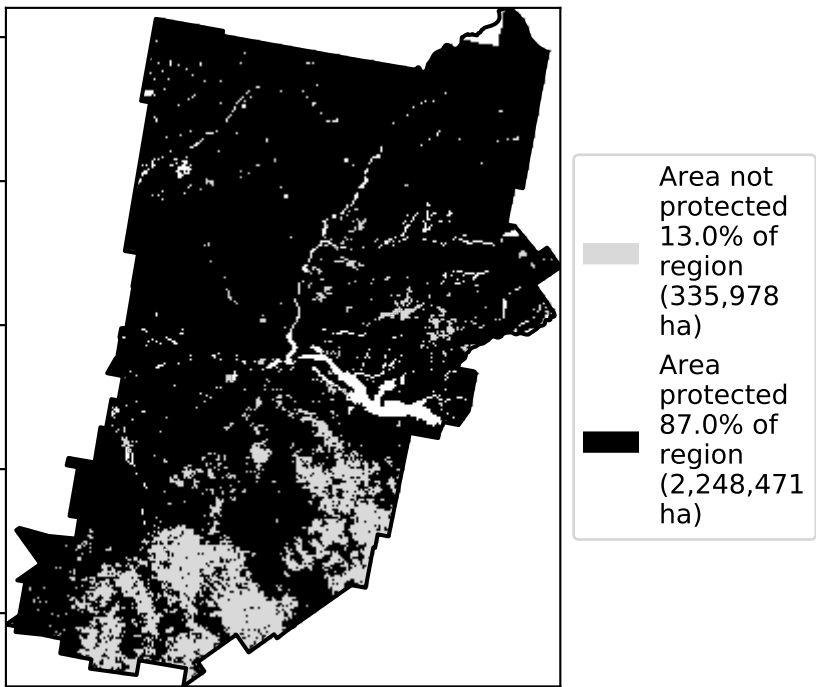 Area not
protected
13.0% of
region
(335,978
ha)
Area
protected
87.0% of
region
(2,248,471
ha)